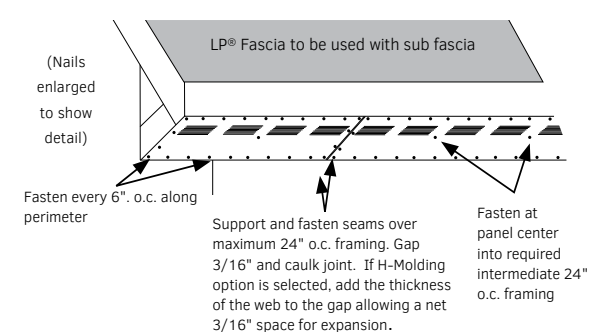 LP® Fascia to be used with sub fascia
(Nails
enlarged
to show
detail)
Fasten every 6". o.c. along
perimeter
Support and fasten seams over
maximum 24" o.c. framing. Gap
3/16" and caulk joint. If H-Molding
option is selected, add the thickness
of the web to the gap allowing a net
3/16" space for expansion.
Fasten at
panel center
into required
intermediate 24"
o.c. framing